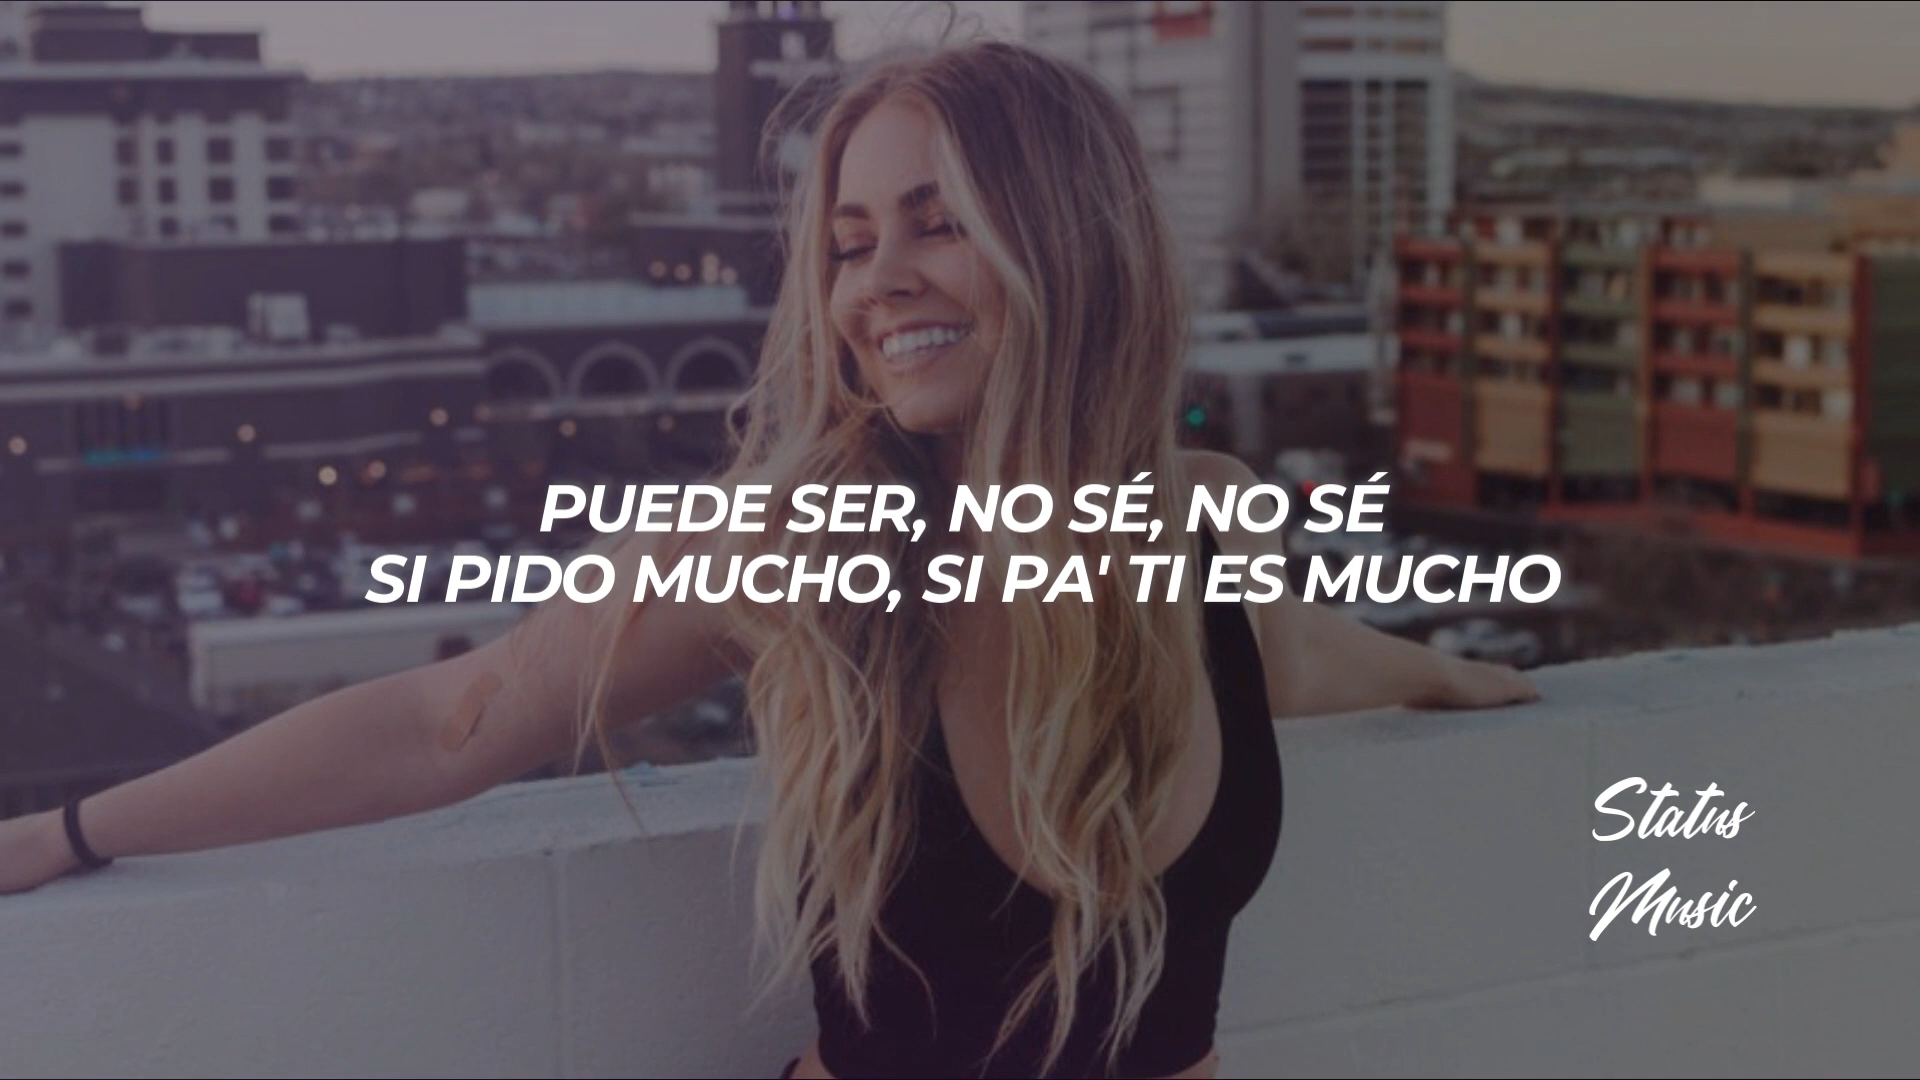 PUEDE SER, NO SÉ, NO SÉ
SI PIDO MUCHO, SI PA' TI ES MUCHO
Status
Music